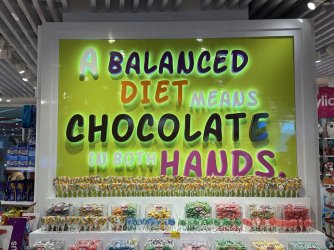 A BALANCED
DIET MEANS
CHOCOLATE
IN BOTH HANDS.